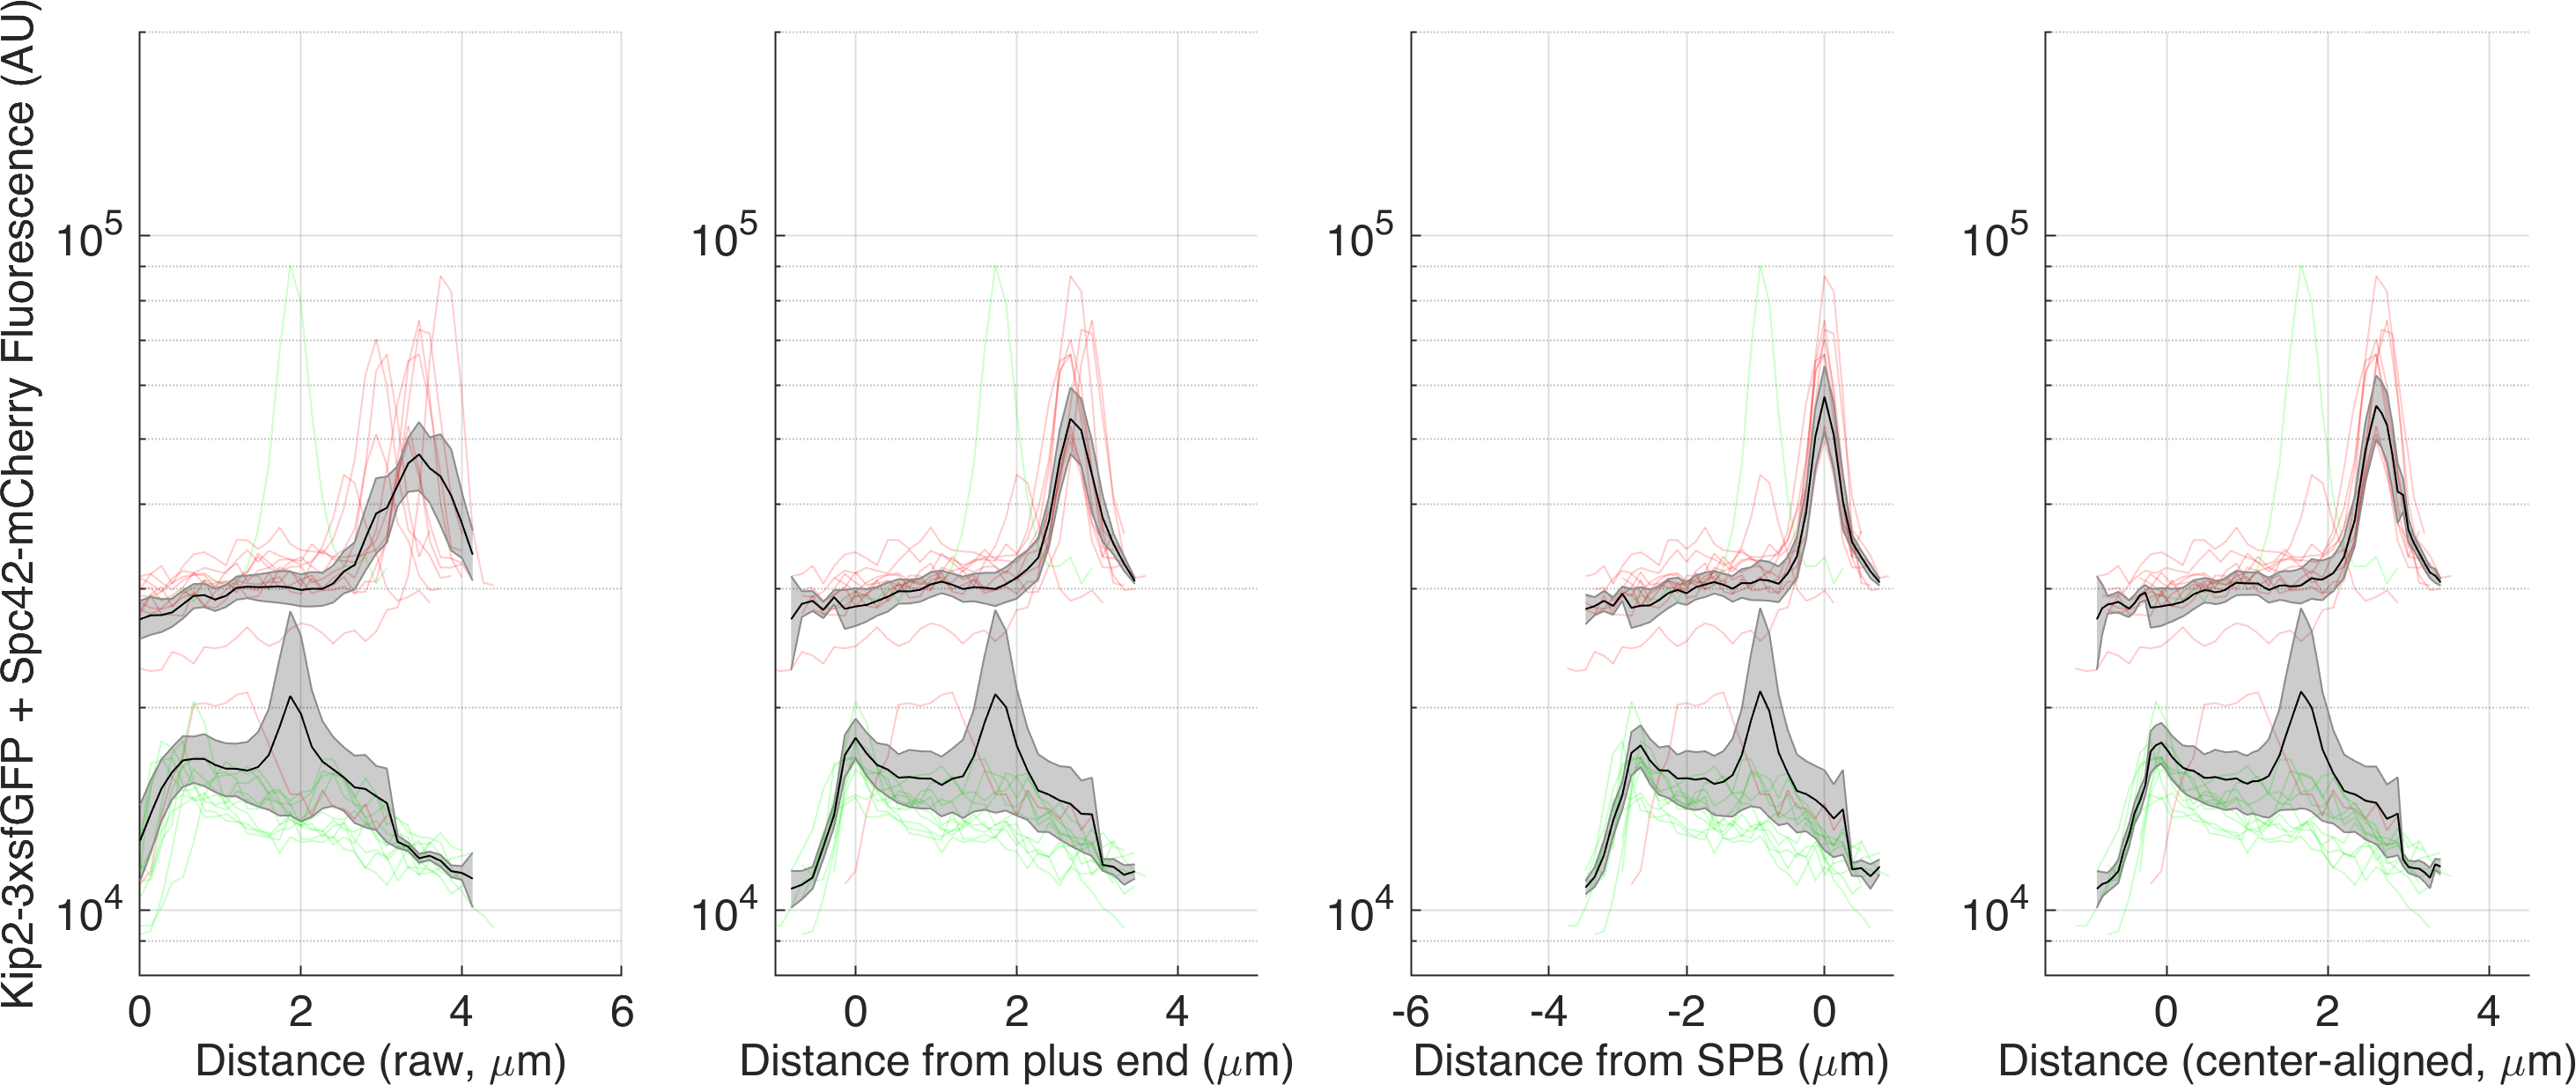 Kip2-3xsfGFP + Spc42-mCherry Fluorescence (AU)
10^5
10^4
0 2 4 6
Distance (raw, μm)
10^5
10^4
0 2 4
Distance from plus end (μm)
10^5
10^4
-6 -4 -2 0
Distance from SPB (μm)
10^5
10^4
0 2 4
Distance (center-aligned, μm)